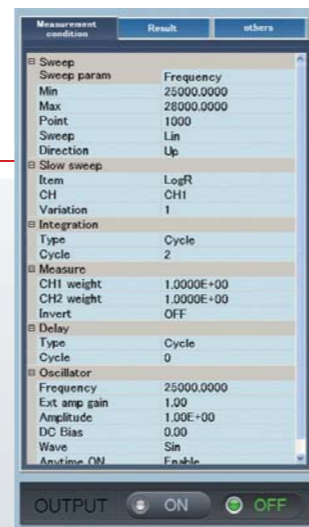 Measurement condition Result others
Sweep
Sweep param Frequency
Min 25000.0000
Max 28000.0000
Point 1000
Sweep Lin
Direction Up
Slow sweep
Item LogR
CH CH1
Variation 1
Integration
Type Cycle
Cycle 2
Measure
CH1 weight 1.0000E+00
CH2 weight 1.0000E+00
Invert OFF
Delay
Type Cycle
Cycle 0
Oscillator
Frequency 25000.0000
Ext amp gain 1.00
Amplitude 1.00E+00
DC Bias 0.00
Wave Sin
Anytime ON Enable
OUTPUT ON OFF